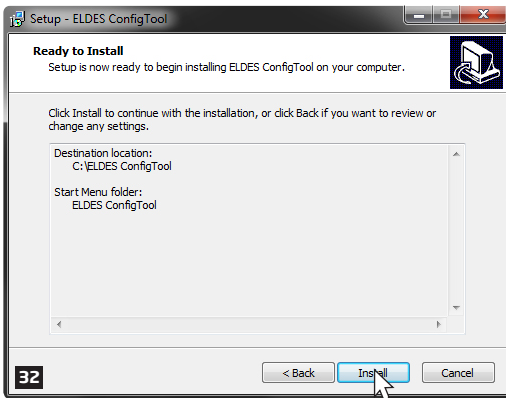 Setup - ELDES ConfigTool
Ready to Install
Setup is now ready to begin installing ELDES ConfigTool on your computer.
Click Install to continue with the installation, or click Back if you want to review or
change any settings.
Destination location:
C:\ELDES ConfigTool
Start Menu folder:
ELDES ConfigTool
32
< Back
Install
Cancel